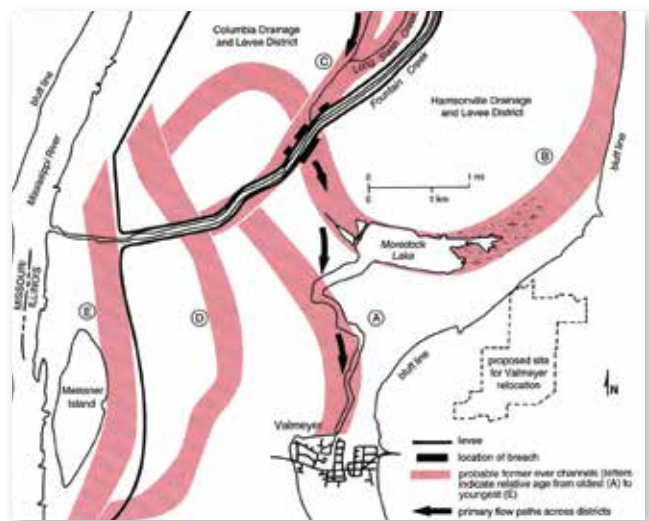 Columbia Drainage
and Levee District
C
Long Slash Creek
Fountain Creek
Harrisonville Drainage
and Levee District
B
bluff line
bluff line
Mississippi River
0
1 mi
0
1 km
Moredock
Lake
MISSOURI
ILLINOIS
E
D
A
Meissner
Island
bluff line
proposed site
for Valmeyer
relocation
N
Valmeyer
levee
location of breach
probable former river channels (letters
indicate relative age from oldest (A) to
youngest (E)
primary flow paths across districts